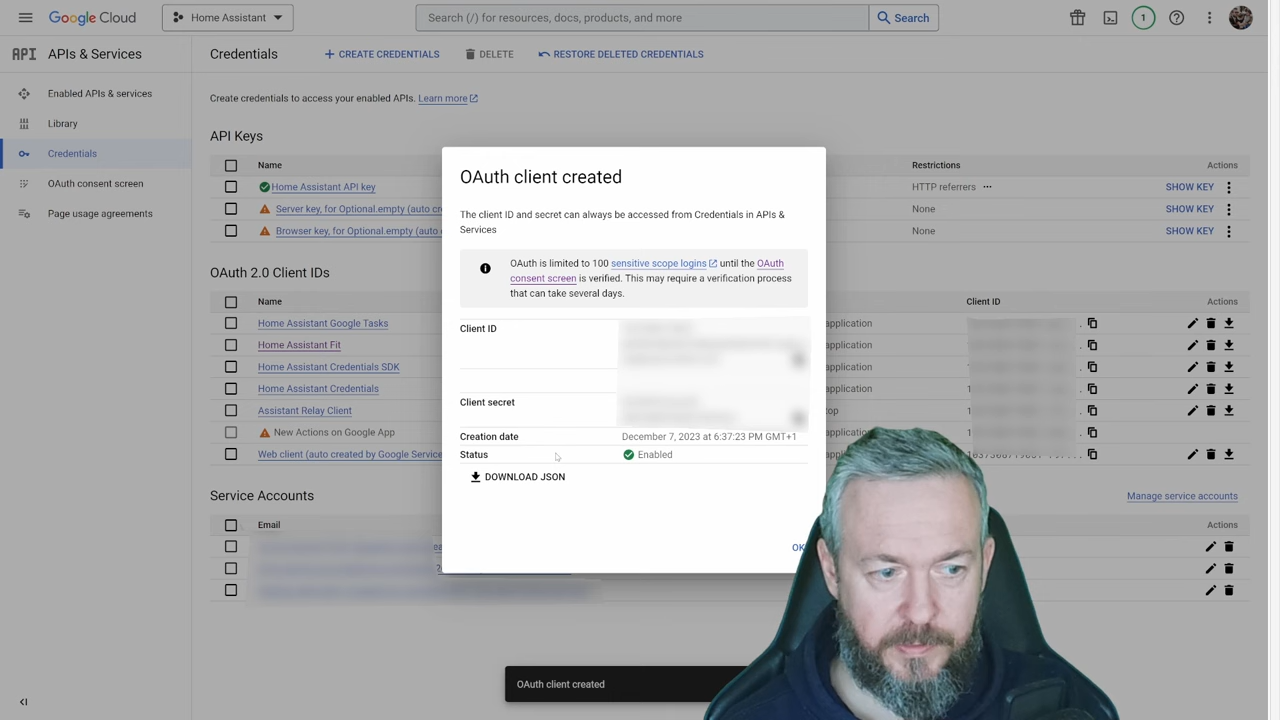 Google Cloud
Home Assistant
Search (/) for resources, docs, products, and more
Search
1
API APIs & Services
Credentials
CREATE CREDENTIALS
DELETE
RESTORE DELETED CREDENTIALS
Enabled APIs & services
Library
Credentials
OAuth consent screen
Page usage agreements
Create credentials to access your enabled APIs. Learn more
API Keys
Name
Restrictions
Actions
Home Assistant API key
HTTP referrers
SHOW KEY
Server key, for Optional.empty (auto cr
None
SHOW KEY
Browser key, for Optional.empty (auto
None
SHOW KEY
OAuth 2.0 Client IDs
Name
Client ID
Actions
Home Assistant Google Tasks
application
Home Assistant Fit
application
Home Assistant Credentials SDK
application
Home Assistant Credentials
application
Assistant Relay Client
top
New Actions on Google App
application
Web client (auto created by Google Service
application
Service Accounts
Manage service accounts
Email
Actions
OAuth client created
The client ID and secret can always be accessed from Credentials in APIs &
Services
OAuth is limited to 100 sensitive scope logins until the OAuth
consent screen is verified. This may require a verification process
that can take several days.
Client ID
Client secret
Creation date
December 7, 2023 at 6:37:23 PM GMT+1
Status
Enabled
DOWNLOAD JSON
OK
OAuth client created